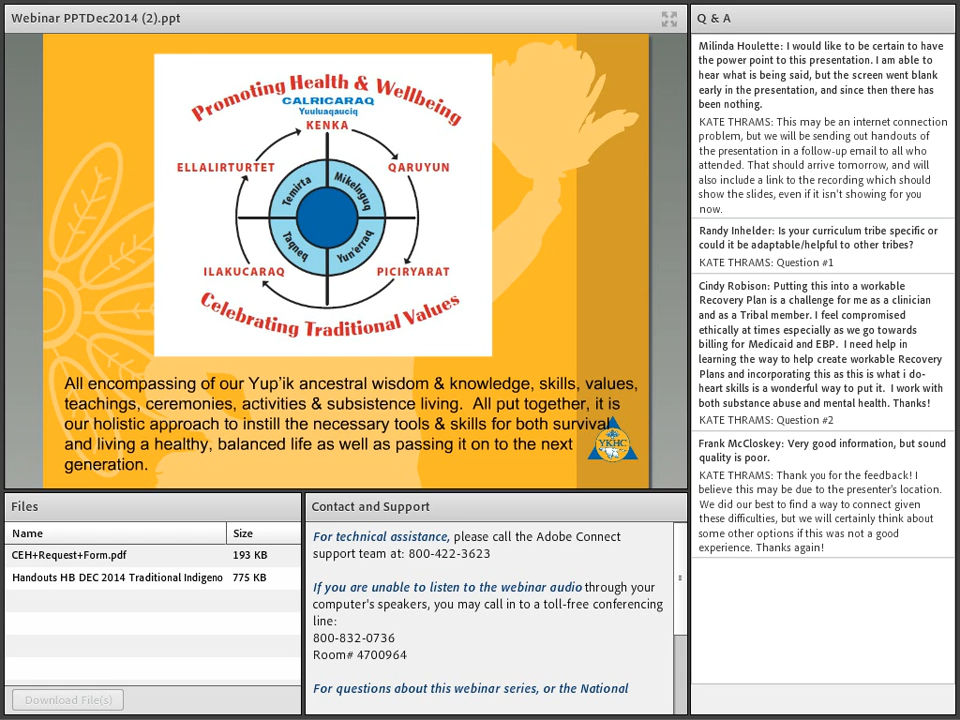 Webinar PPTDec2014 (2).ppt
Promoting Health & Wellbeing
CALRICARAQ
Yuuluaqauciq
KENKA
ELLALIRTURTET
QARUYUN
Temirta
Mikelnguq
Taqneq
Yun'erraq
ILAKUCARAQ
PICIRYARAT
Celebrating Traditional Values
All encompassing of our Yup'ik ancestral wisdom & knowledge, skills, values,
teachings, ceremonies, activities & subsistence living.  All put together, it is
our holistic approach to instill the necessary tools & skills for both survival
and living a healthy, balanced life as well as passing it on to the next
generation.
YKHC
Files
Name
Size
CEH+Request+Form.pdf
193 KB
Handouts HB DEC 2014 Traditional Indigeno
775 KB
Download File(s)
Contact and Support
For technical assistance, please call the Adobe Connect
support team at: 800-422-3623
If you are unable to listen to the webinar audio through your
computer's speakers, you may call in to a toll-free conferencing
line:
800-832-0736
Room# 4700964
For questions about this webinar series, or the National
Q & A
Milinda Houlette: I would like to be certain to have
the power point to this presentation. I am able to
hear what is being said, but the screen went blank
early in the presentation, and since then there has
been nothing.
KATE THRAMS: This may be an internet connection
problem, but we will be sending out handouts of
the presentation in a follow-up email to all who
attended. That should arrive tomorrow, and will
also include a link to the recording which should
show the slides, even if it isn't showing for you
now.
Randy Inhelder: Is your curriculum tribe specific or
could it be adaptable/helpful to other tribes?
KATE THRAMS: Question #1
Cindy Robison: Putting this into a workable
Recovery Plan is a challenge for me as a clinician
and as a Tribal member. I feel compromised
ethically at times especially as we go towards
billing for Medicaid and EBP.  I need help in
learning the way to help create workable Recovery
Plans and incorporating this as this is what i do-
heart skills is a wonderful way to put it.  I work with
both substance abuse and mental health. Thanks!
KATE THRAMS: Question #2
Frank McCloskey: Very good information, but sound
quality is poor.
KATE THRAMS: Thank you for the feedback! I
believe this may be due to the presenter's location.
We did our best to find a way to connect given
these difficulties, but we will certainly think about
some other options if this was not a good
experience. Thanks again!